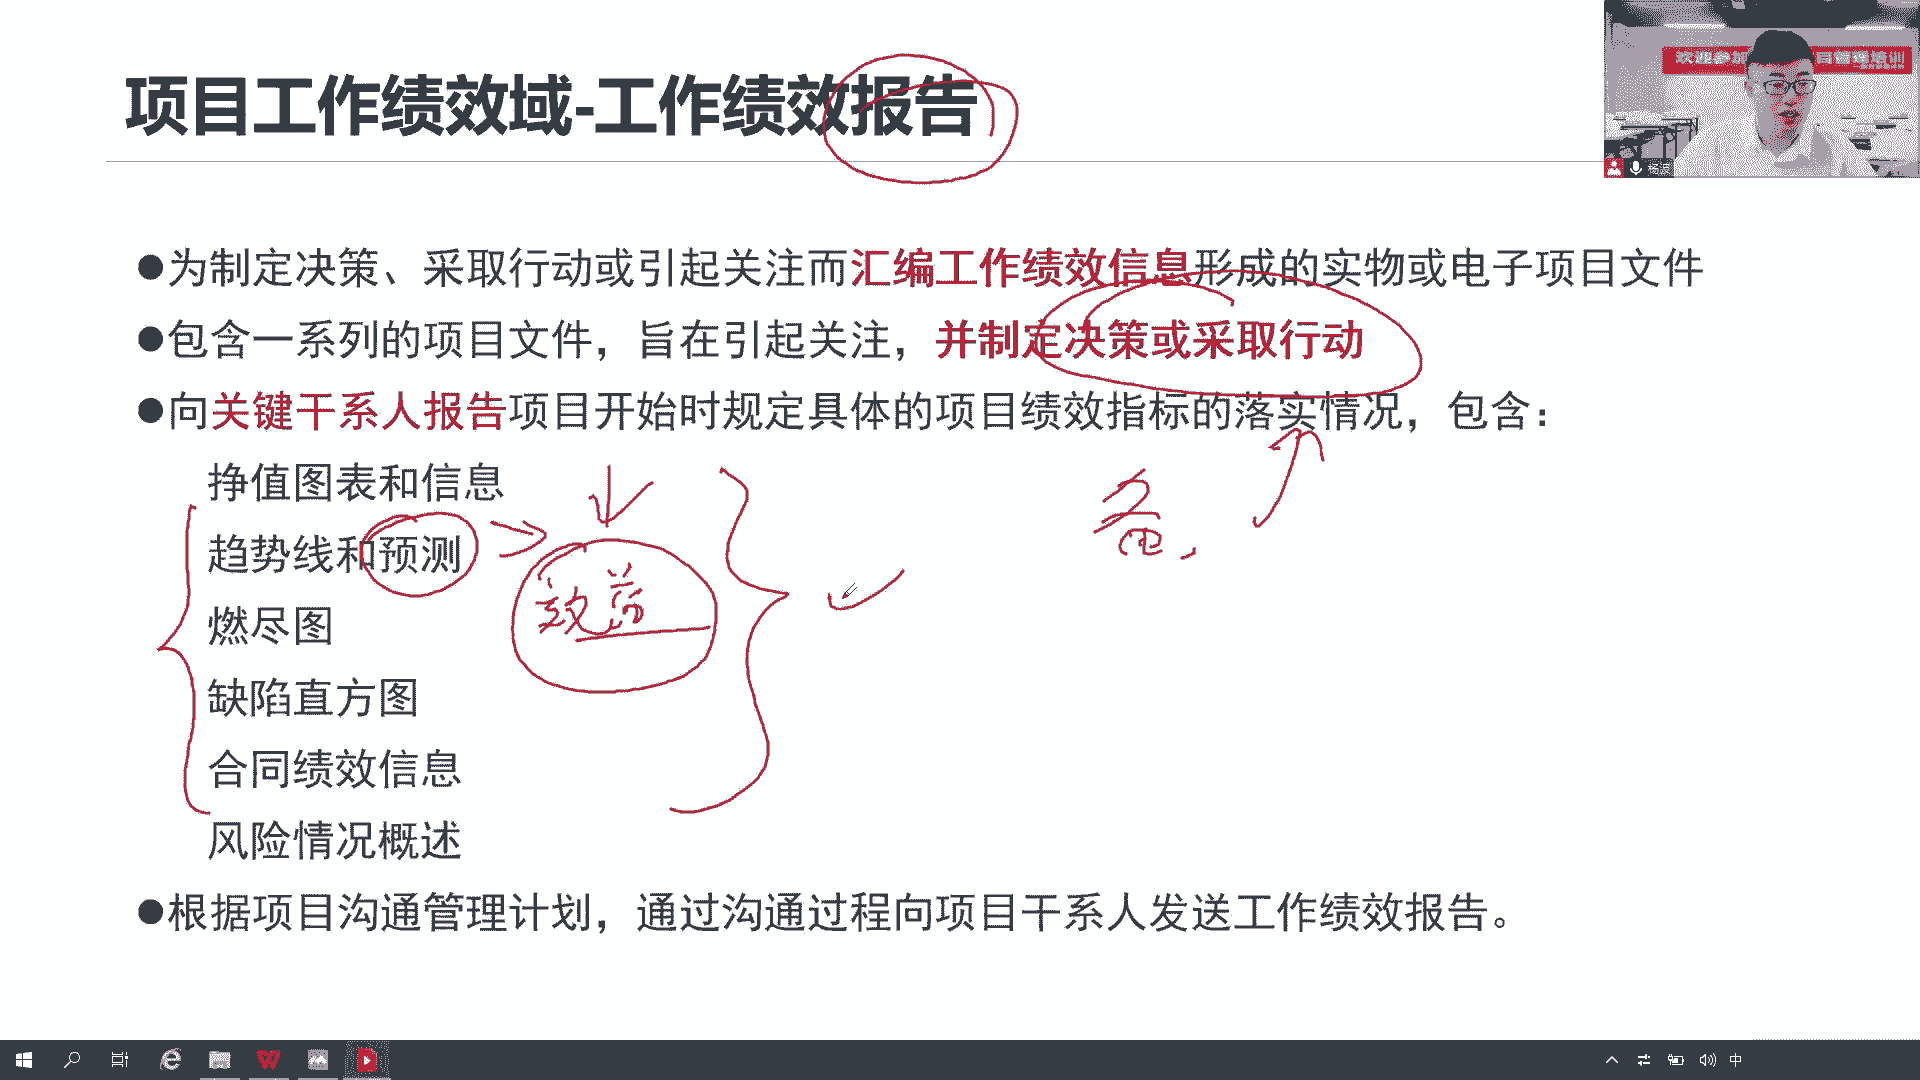 项目工作绩效域-工作绩效报告
●为制定决策、采取行动或引起关注而汇编工作绩效信息形成的实物或电子项目文件
●包含一系列的项目文件，旨在引起关注，并制定决策或采取行动
●向关键干系人报告项目开始时规定具体的项目绩效指标的落实情况，包含：
挣值图表和信息
趋势线和预测
效益
燃尽图
缺陷直方图
合同绩效信息
风险情况概述
●根据项目沟通管理计划，通过沟通过程向项目干系人发送工作绩效报告。
杨波
中